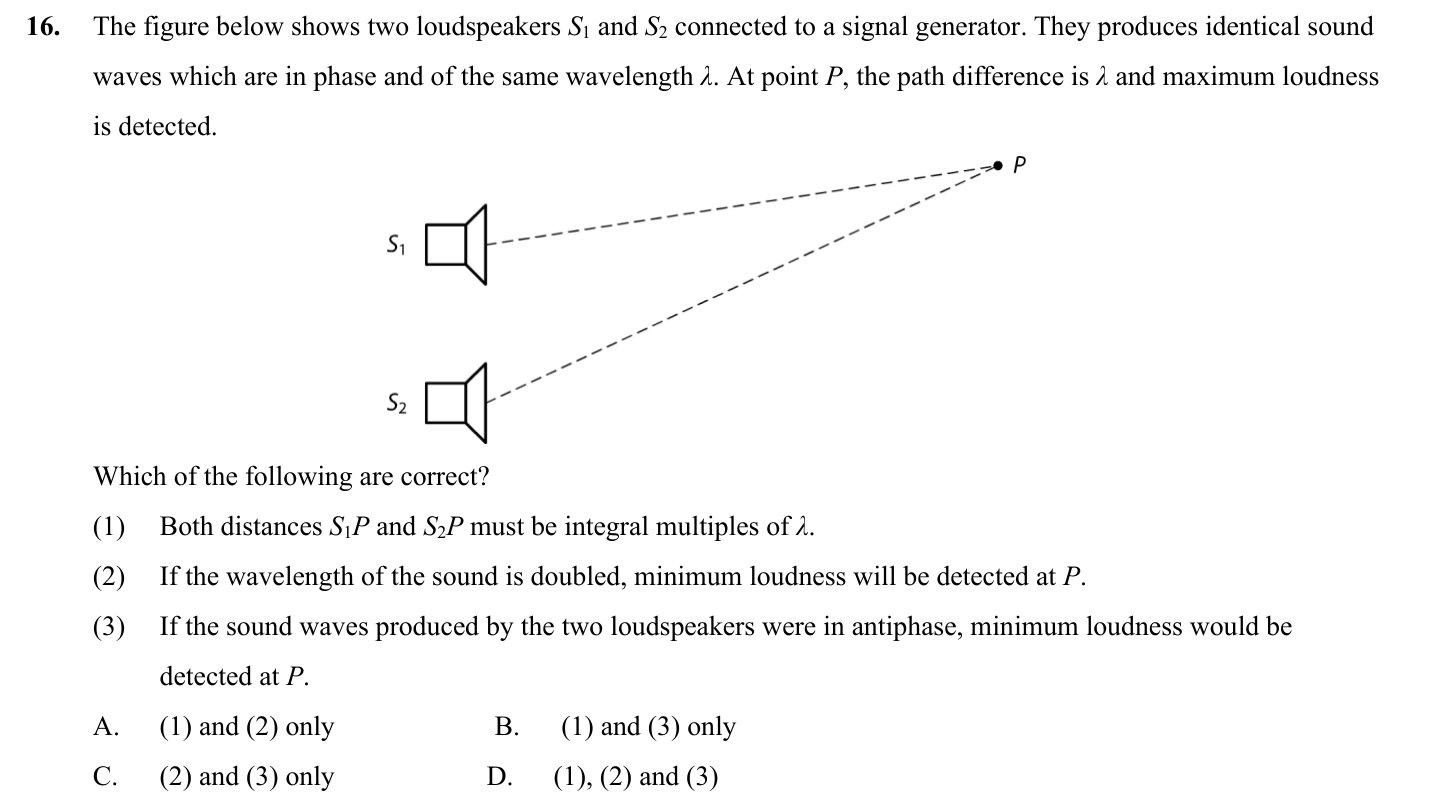 16. The figure below shows two loudspeakers S₁ and S₂ connected to a signal generator. They produces identical sound
waves which are in phase and of the same wavelength λ. At point P, the path difference is λ and maximum loudness
is detected.
P
S₁
S₂
Which of the following are correct?
(1) Both distances S₁P and S₂P must be integral multiples of λ.
(2) If the wavelength of the sound is doubled, minimum loudness will be detected at P.
(3) If the sound waves produced by the two loudspeakers were in antiphase, minimum loudness would be
detected at P.
A. (1) and (2) only B. (1) and (3) only
C. (2) and (3) only D. (1), (2) and (3)